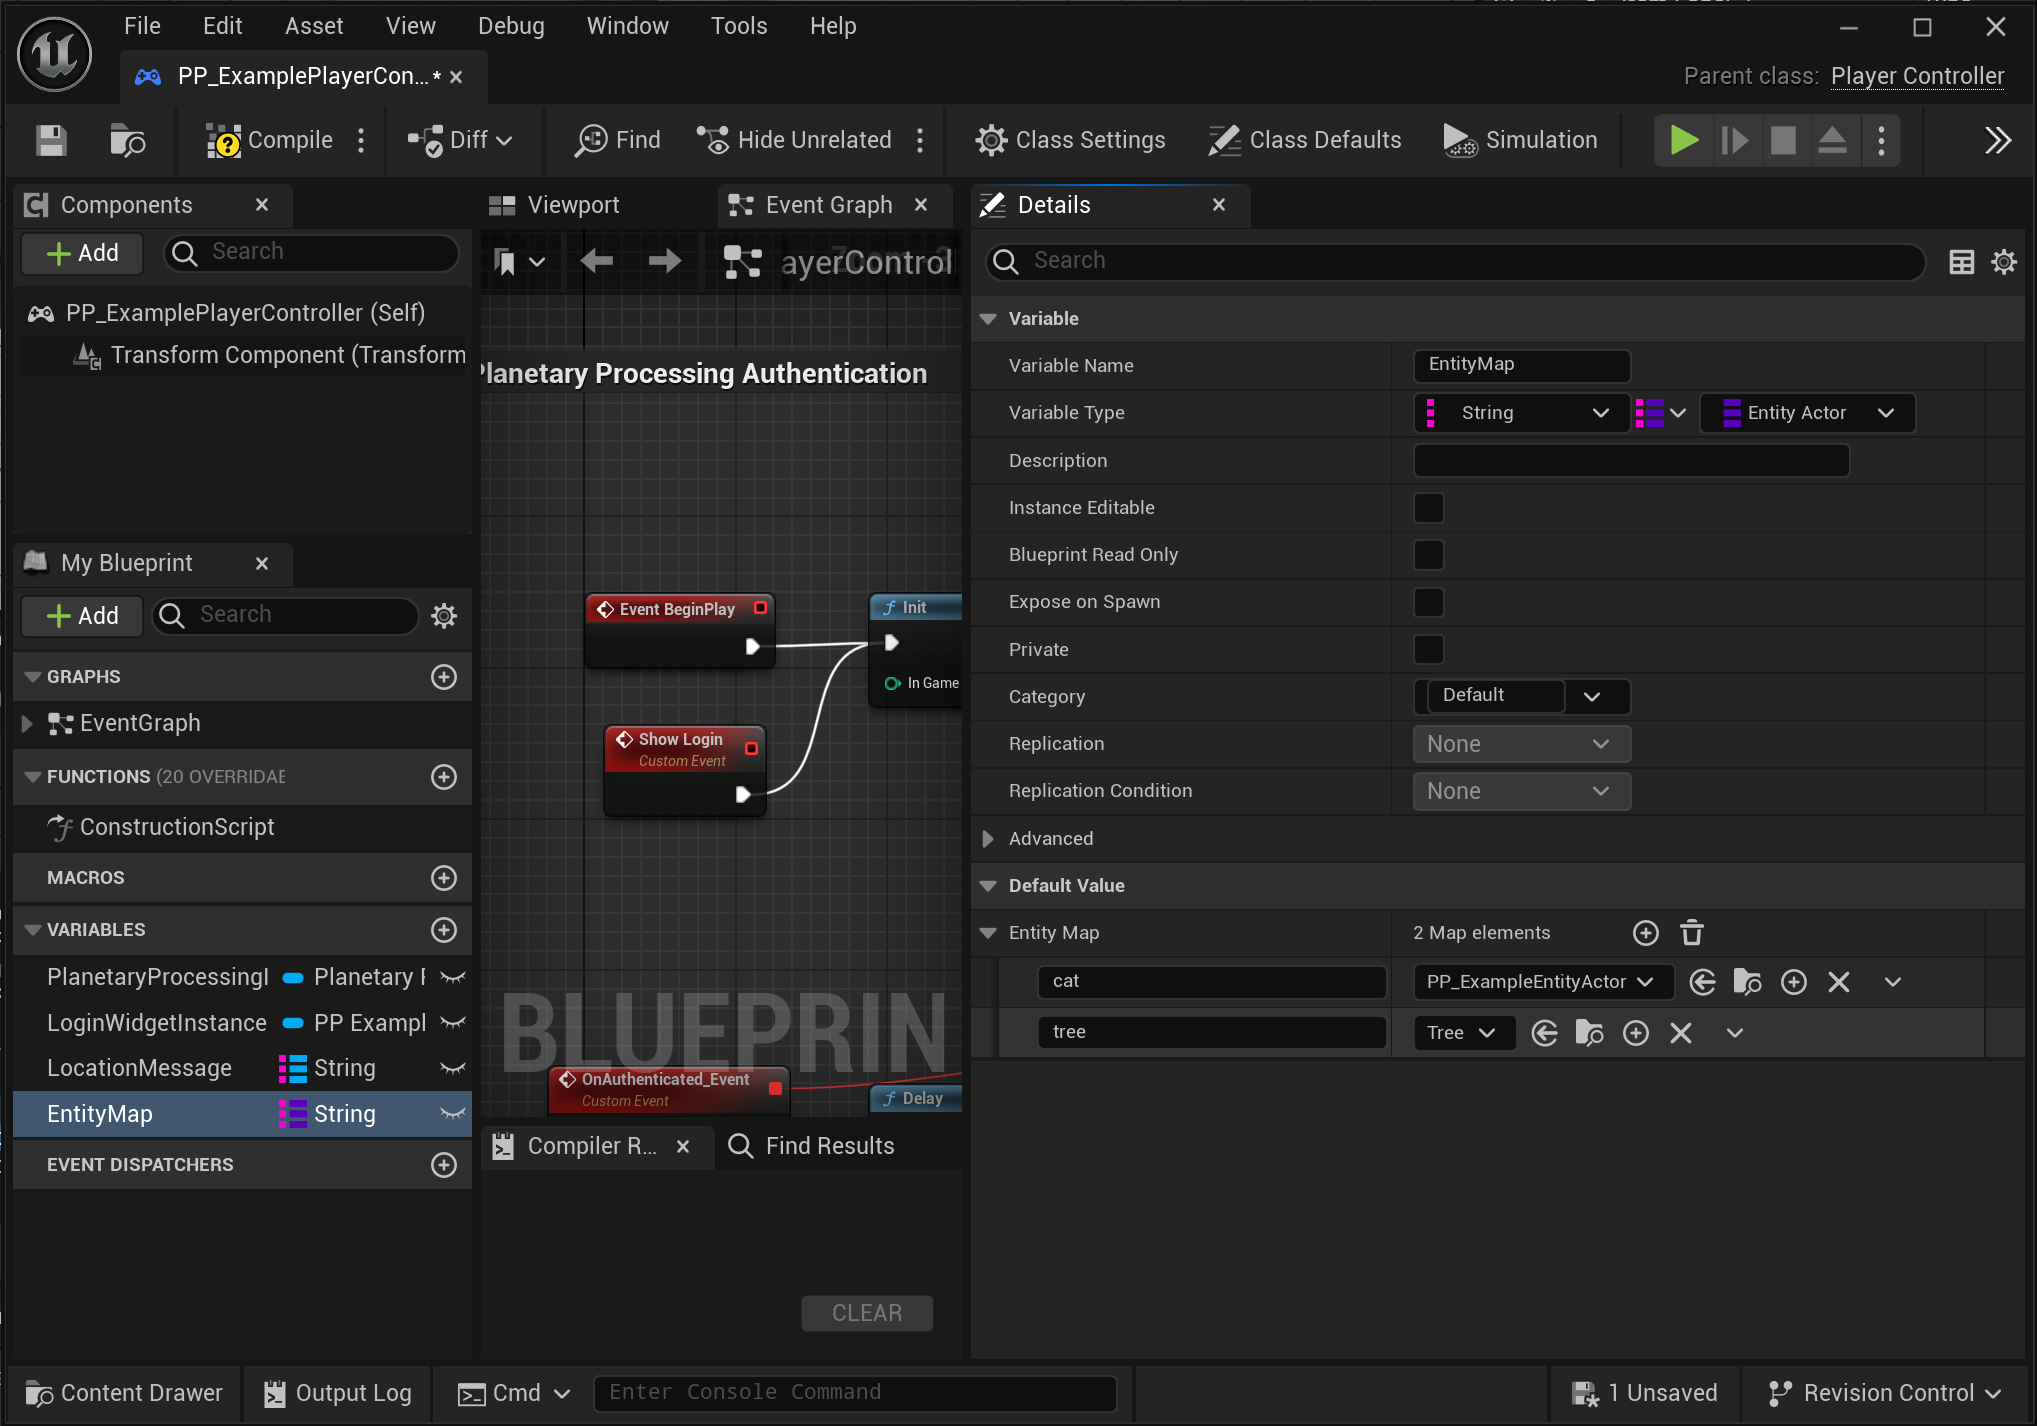 File Edit Asset View Debug Window Tools Help
PP_ExamplePlayerCon...* Parent class: Player Controller
Compile Diff Find Hide Unrelated Class Settings Class Defaults Simulation
Components
Add Search
PP_ExamplePlayerController (Self)
Transform Component (Transform
My Blueprint
Add Search
GRAPHS
EventGraph
FUNCTIONS (20 OVERRIDAE
ConstructionScript
MACROS
VARIABLES
PlanetaryProcessingI Planetary F
LoginWidgetInstance PP Exampl
LocationMessage String
EntityMap String
EVENT DISPATCHERS
Viewport Event Graph
ayerControl
Planetary Processing Authentication
Event BeginPlay
Init
In Game
Show Login
Custom Event
BLUEPRIN
OnAuthenticated_Event
Custom Event
Delay
Compiler R... Find Results
CLEAR
Details
Search
Variable
Variable Name EntityMap
Variable Type String Entity Actor
Description
Instance Editable
Blueprint Read Only
Expose on Spawn
Private
Category Default
Replication None
Replication Condition None
Advanced
Default Value
Entity Map 2 Map elements
cat PP_ExampleEntityActor
tree Tree
Content Drawer Output Log Cmd Enter Console Command 1 Unsaved Revision Control